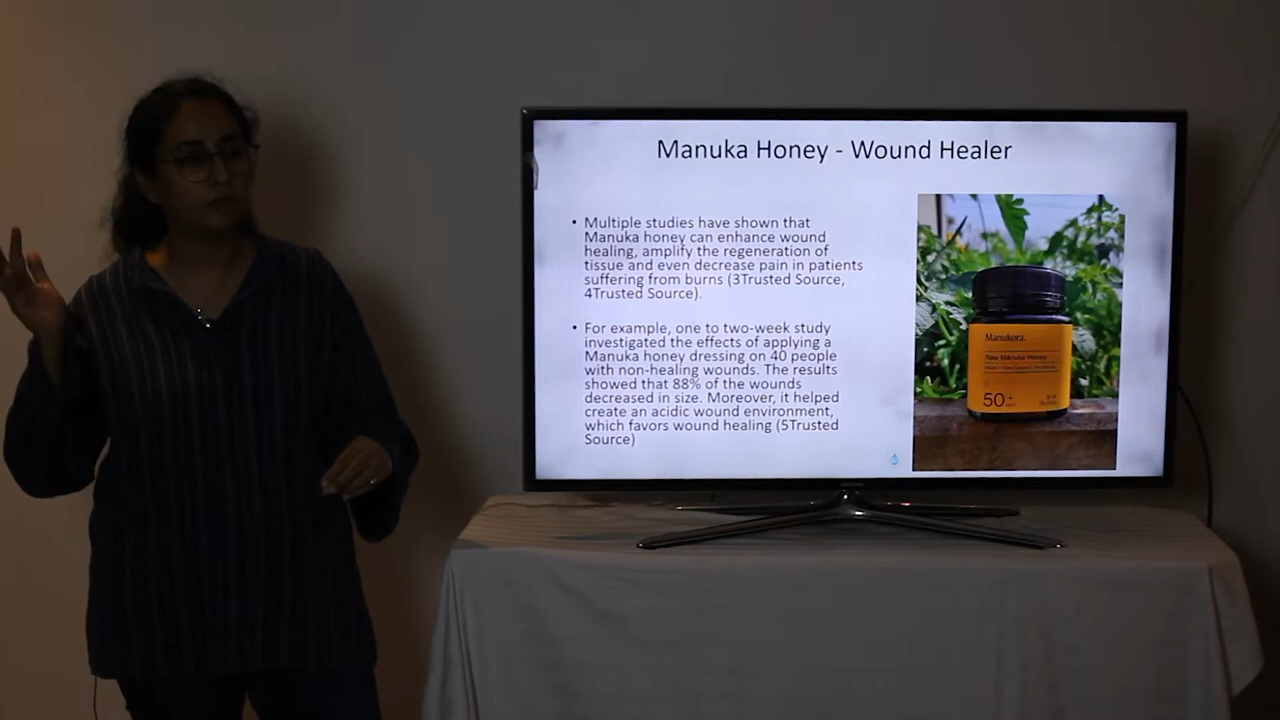 Manuka Honey - Wound Healer
• Multiple studies have shown that
Manuka honey can enhance wound
healing, amplify the regeneration of
tissue and even decrease pain in patients
suffering from burns (3Trusted Source,
4Trusted Source).
• For example, one to two-week study
investigated the effects of applying a
Manuka honey dressing on 40 people
with non-healing wounds. The results
showed that 88% of the wounds
decreased in size. Moreover, it helped
create an acidic wound environment,
which favors wound healing (5Trusted
Source)
Manukora.
Raw Mānuka Honey
50+